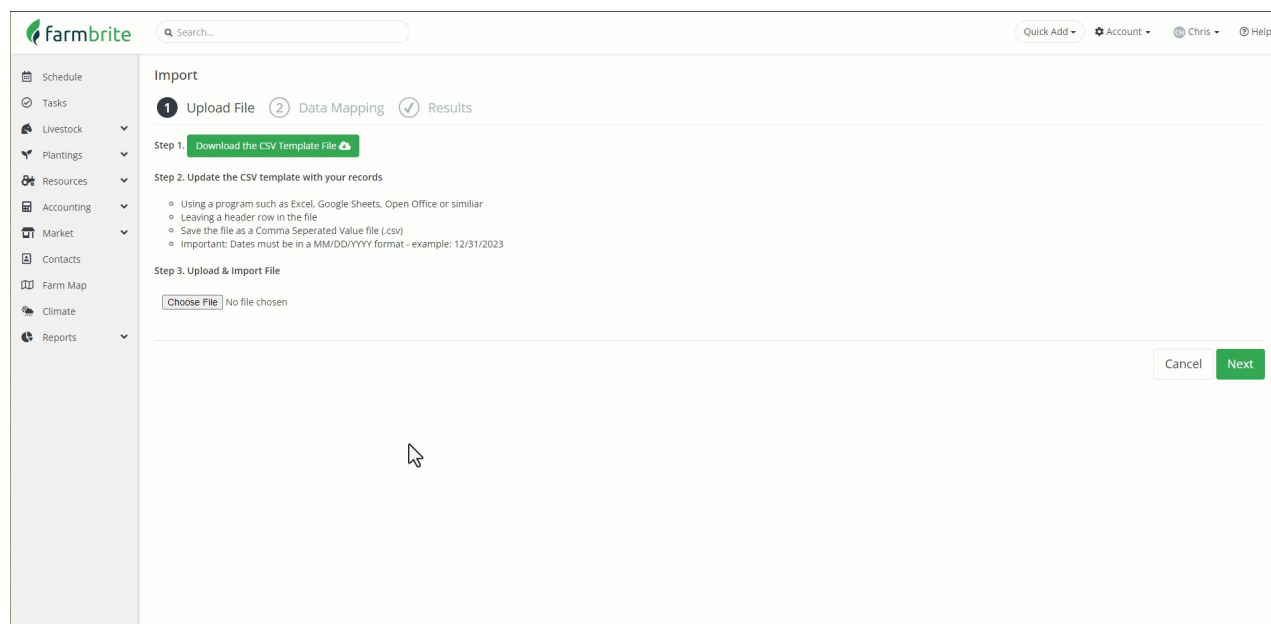 farmbrite
Search...
Quick Add
Account
CH Chris
Help
Schedule
Tasks
Livestock
Plantings
Resources
Accounting
Market
Contacts
Farm Map
Climate
Reports
Import
1 Upload File 2 Data Mapping Results
Step 1. Download the CSV Template File
Step 2. Update the CSV template with your records
Using a program such as Excel, Google Sheets, Open Office or similiar
Leaving a header row in the file
Save the file as a Comma Seperated Value file (.csv)
Important: Dates must be in a MM/DD/YYYY format - example: 12/31/2023
Step 3. Upload & Import File
Choose File No file chosen
Cancel Next